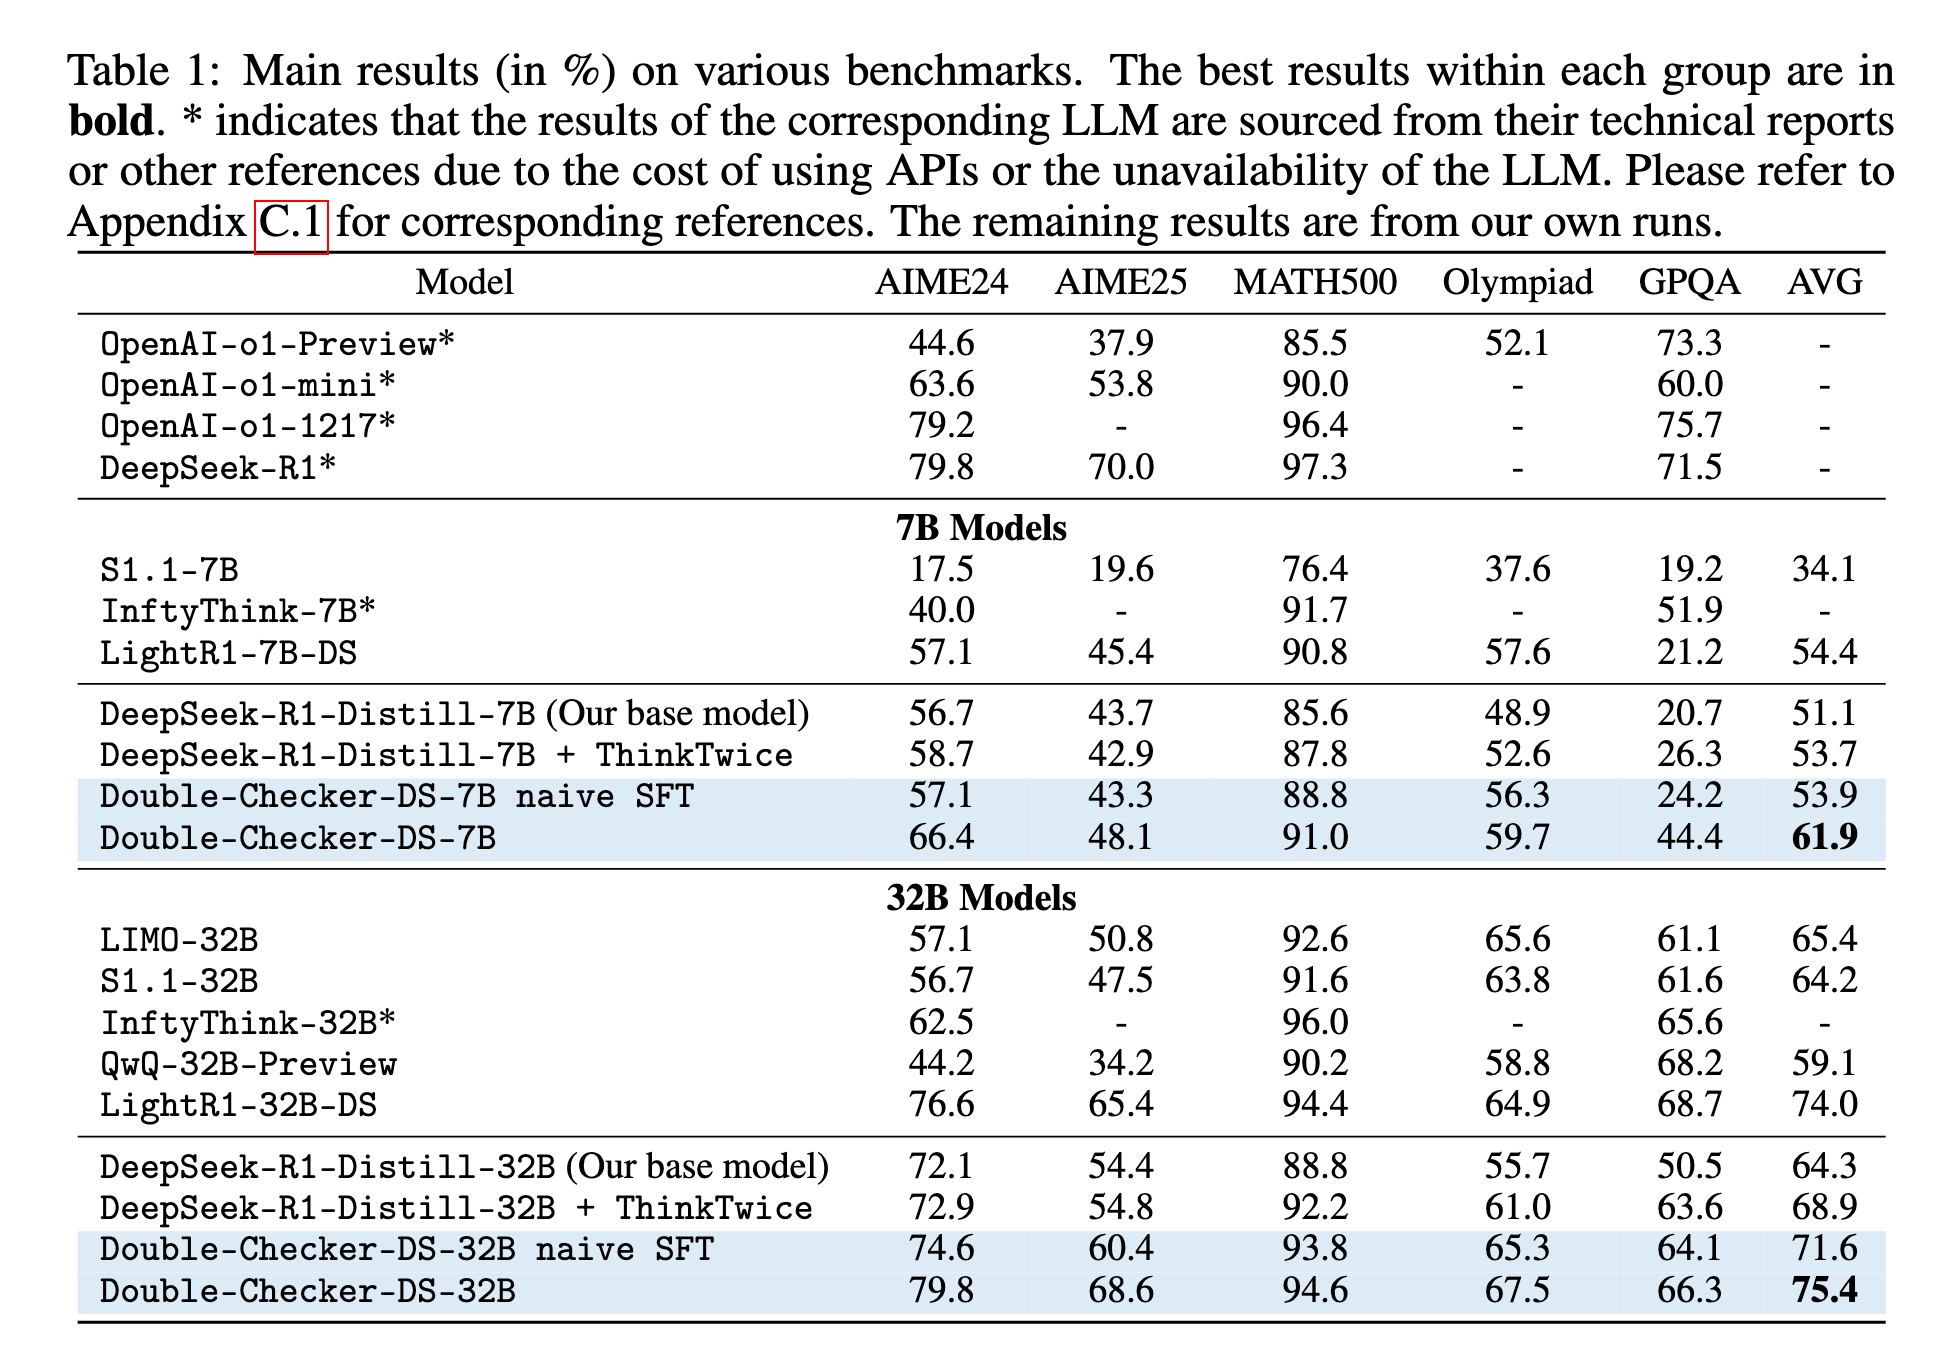 Table 1: Main results (in %) on various benchmarks. The best results within each group are in
bold. * indicates that the results of the corresponding LLM are sourced from their technical reports
or other references due to the cost of using APIs or the unavailability of the LLM. Please refer to
Appendix C.1 for corresponding references. The remaining results are from our own runs.
Model AIME24 AIME25 MATH500 Olympiad GPQA AVG
OpenAI-o1-Preview* 44.6 37.9 85.5 52.1 73.3 -
OpenAI-o1-mini* 63.6 53.8 90.0 - 60.0 -
OpenAI-o1-1217* 79.2 - 96.4 - 75.7 -
DeepSeek-R1* 79.8 70.0 97.3 - 71.5 -
7B Models
S1.1-7B 17.5 19.6 76.4 37.6 19.2 34.1
InftyThink-7B* 40.0 - 91.7 - 51.9 -
LightR1-7B-DS 57.1 45.4 90.8 57.6 21.2 54.4
DeepSeek-R1-Distill-7B (Our base model) 56.7 43.7 85.6 48.9 20.7 51.1
DeepSeek-R1-Distill-7B + ThinkTwice 58.7 42.9 87.8 52.6 26.3 53.7
Double-Checker-DS-7B naive SFT 57.1 43.3 88.8 56.3 24.2 53.9
Double-Checker-DS-7B 66.4 48.1 91.0 59.7 44.4 61.9
32B Models
LIMO-32B 57.1 50.8 92.6 65.6 61.1 65.4
S1.1-32B 56.7 47.5 91.6 63.8 61.6 64.2
InftyThink-32B* 62.5 - 96.0 - 65.6 -
QwQ-32B-Preview 44.2 34.2 90.2 58.8 68.2 59.1
LightR1-32B-DS 76.6 65.4 94.4 64.9 68.7 74.0
DeepSeek-R1-Distill-32B (Our base model) 72.1 54.4 88.8 55.7 50.5 64.3
DeepSeek-R1-Distill-32B + ThinkTwice 72.9 54.8 92.2 61.0 63.6 68.9
Double-Checker-DS-32B naive SFT 74.6 60.4 93.8 65.3 64.1 71.6
Double-Checker-DS-32B 79.8 68.6 94.6 67.5 66.3 75.4